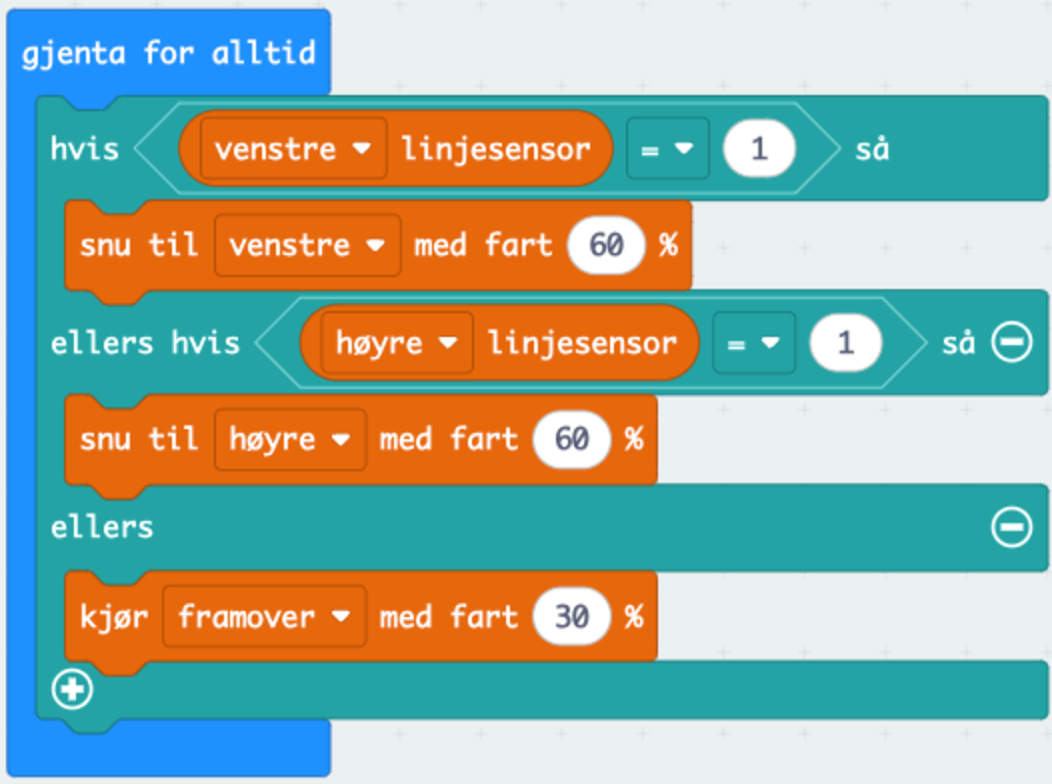 gjenta for alltid
hvis venstre linjesensor = 1 så
snu til venstre med fart 60 %
ellers hvis høyre linjesensor = 1 så
snu til høyre med fart 60 %
ellers
kjør framover med fart 30 %